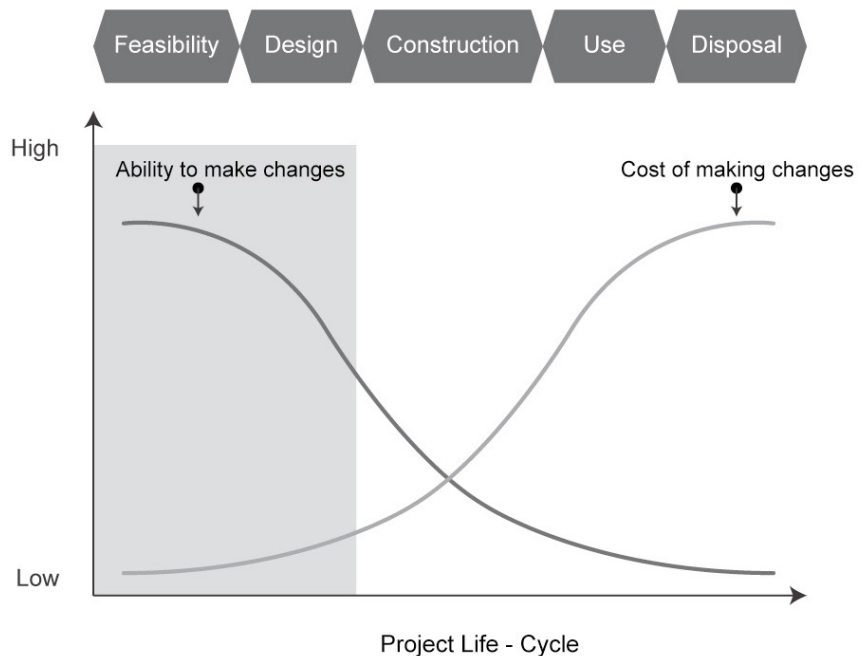 Feasibility Design Construction Use Disposal
High
Ability to make changes
Cost of making changes
Low
Project Life - Cycle